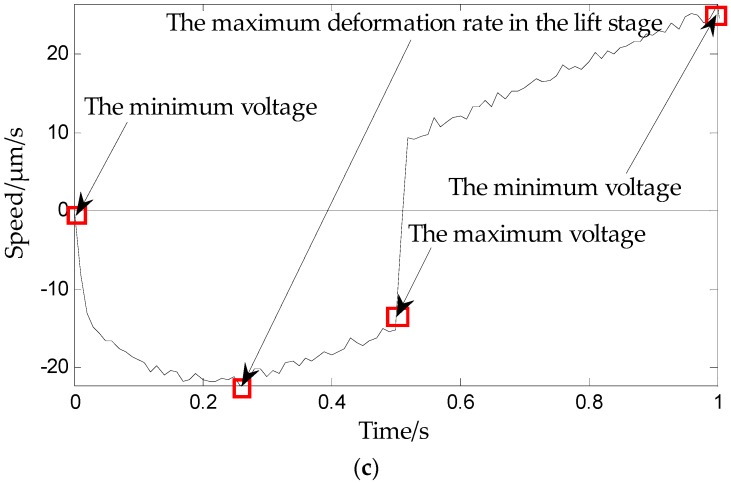 The maximum deformation rate in the lift stage
20
The minimum voltage
10
The minimum voltage
0
The maximum voltage
-10
-20
Speed/μm/s
0
0.2
0.4
0.6
0.8
1
Time/s
(c)